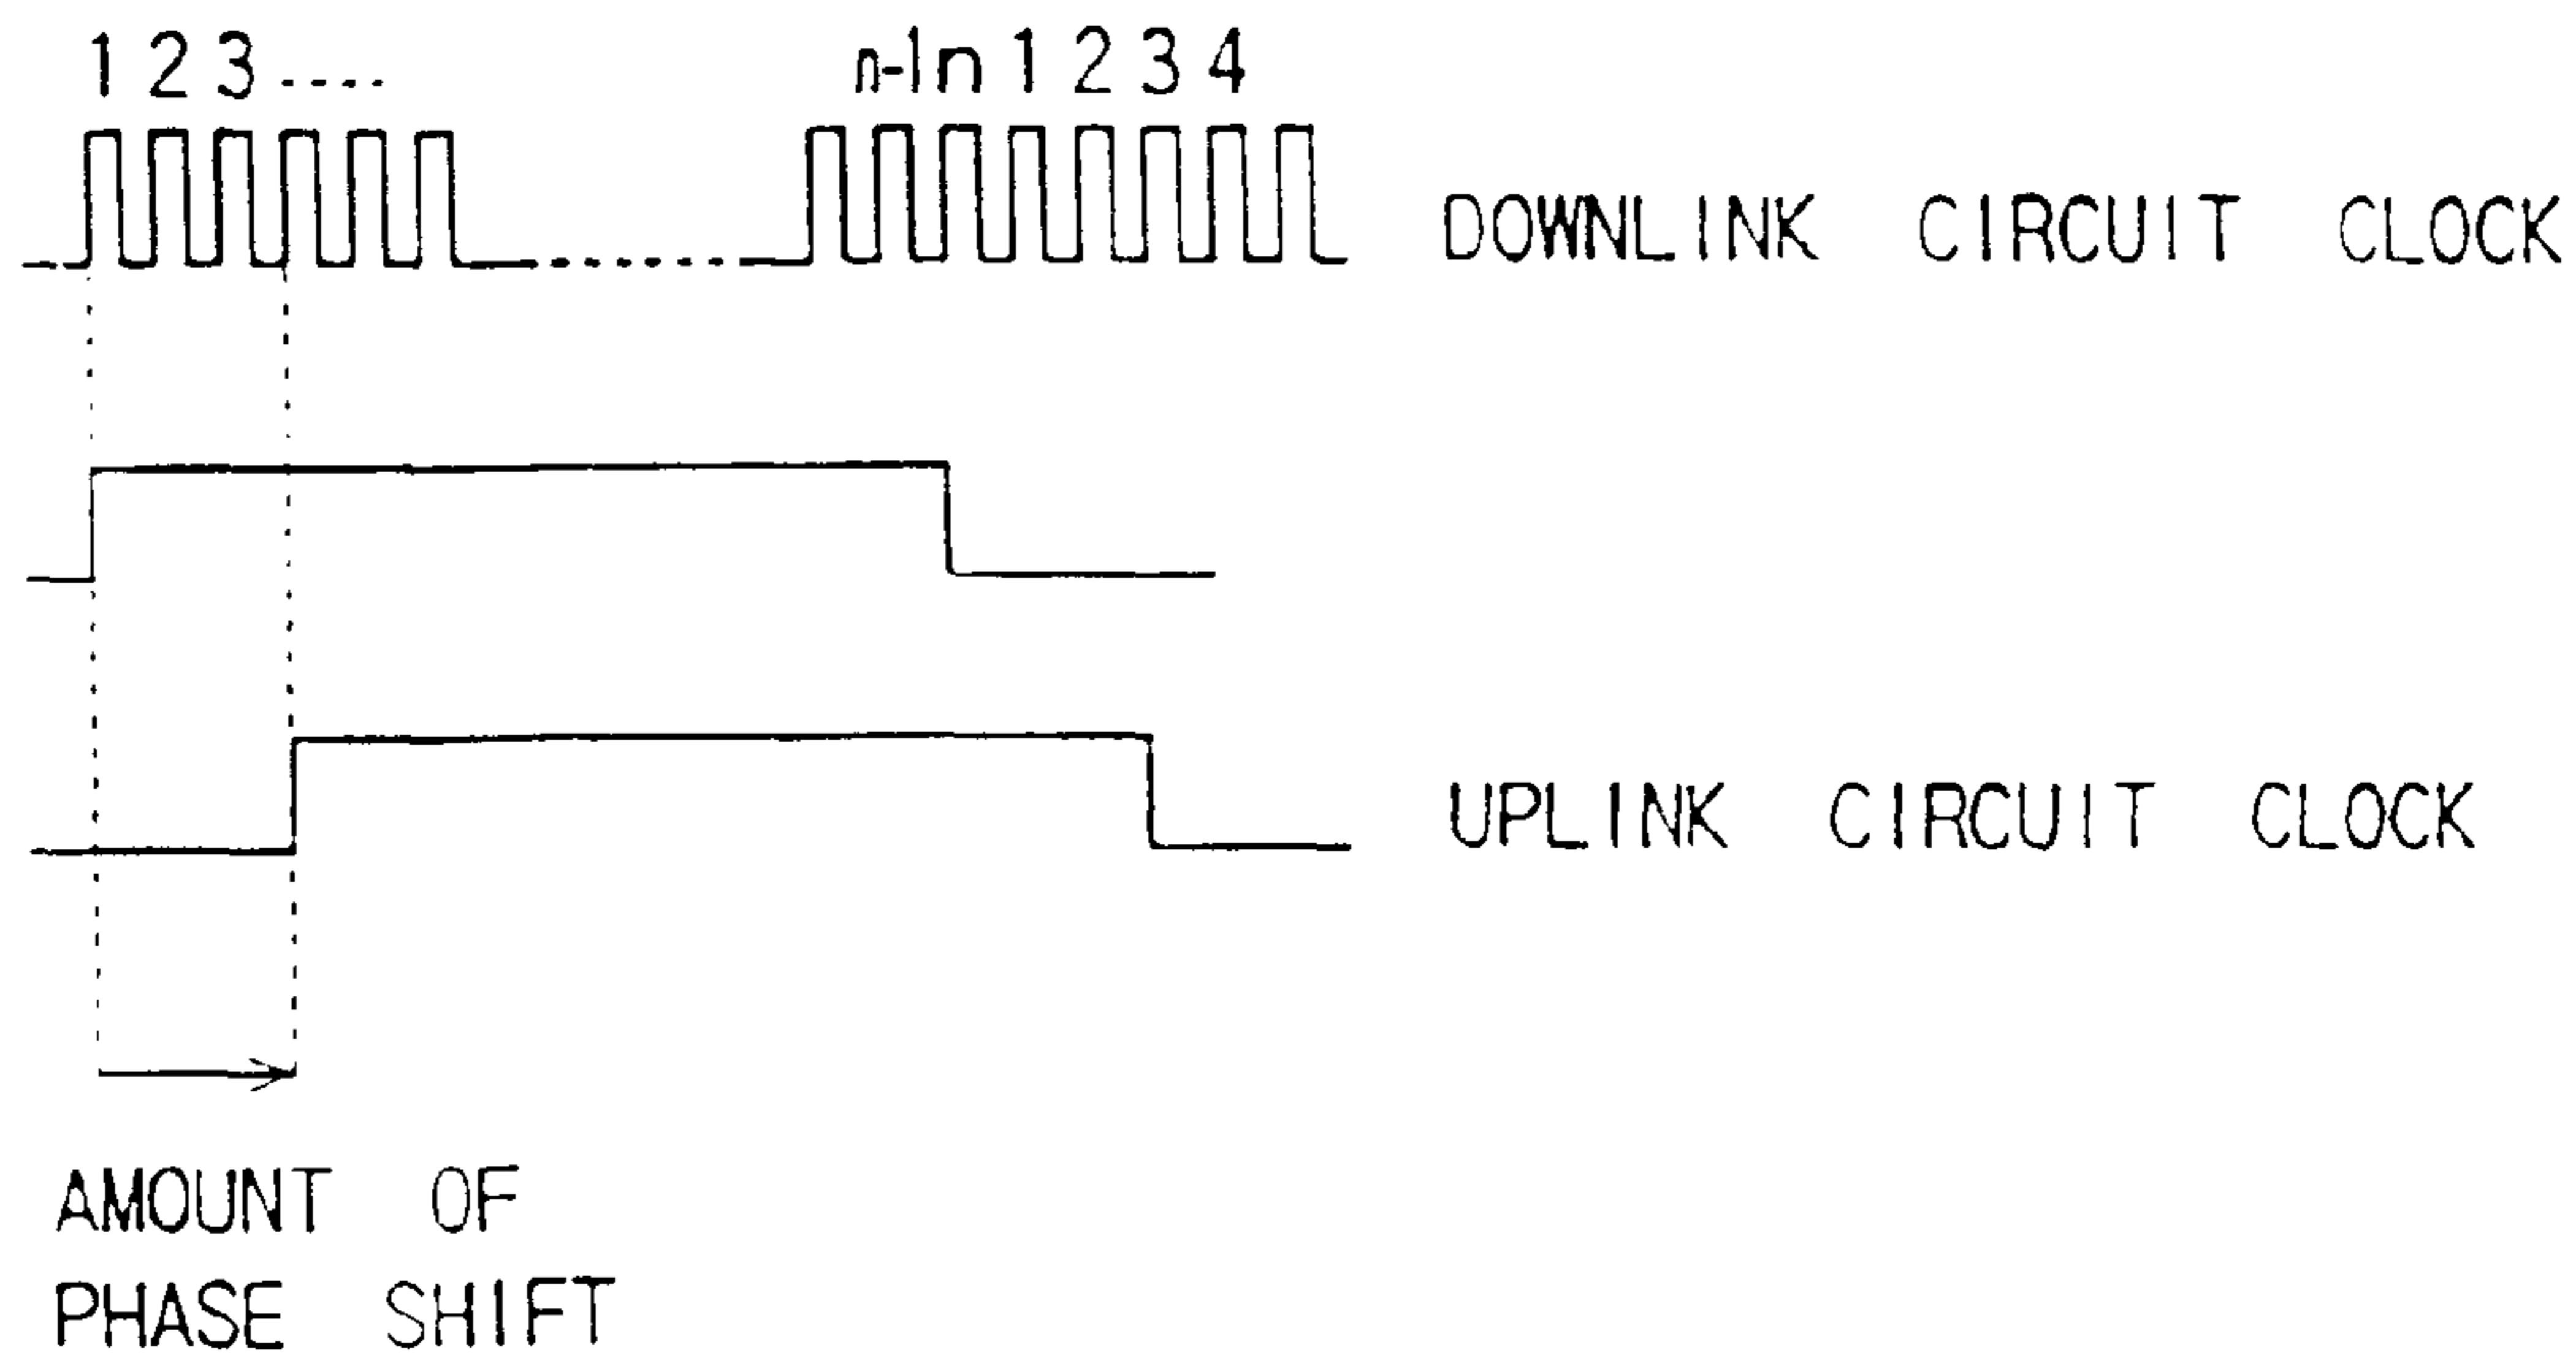 1 2 3 ----
n-1 n 1 2 3 4
DOWNLINK CIRCUIT CLOCK
UPLINK CIRCUIT CLOCK
AMOUNT OF
PHASE SHIFT